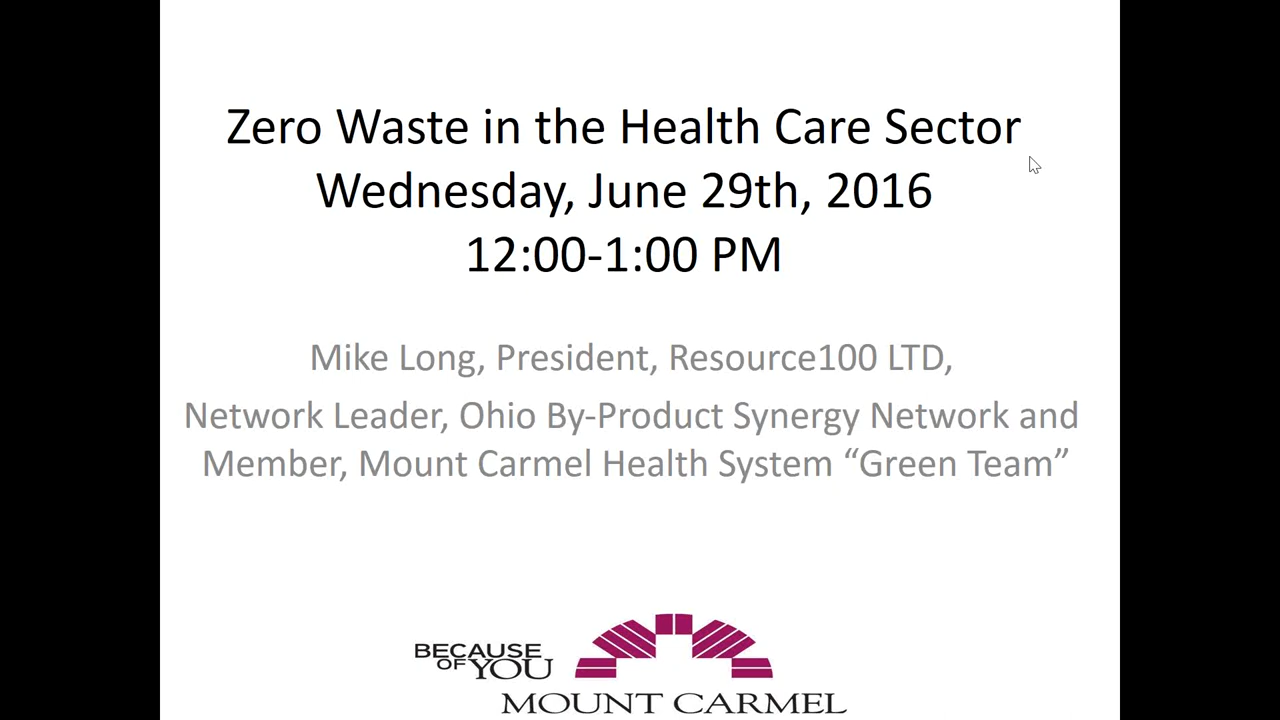 Zero Waste in the Health Care Sector
Wednesday, June 29th, 2016
12:00-1:00 PM
Mike Long, President, Resource100 LTD,
Network Leader, Ohio By-Product Synergy Network and
Member, Mount Carmel Health System “Green Team”
BECAUSE
OF YOU
MOUNT CARMEL